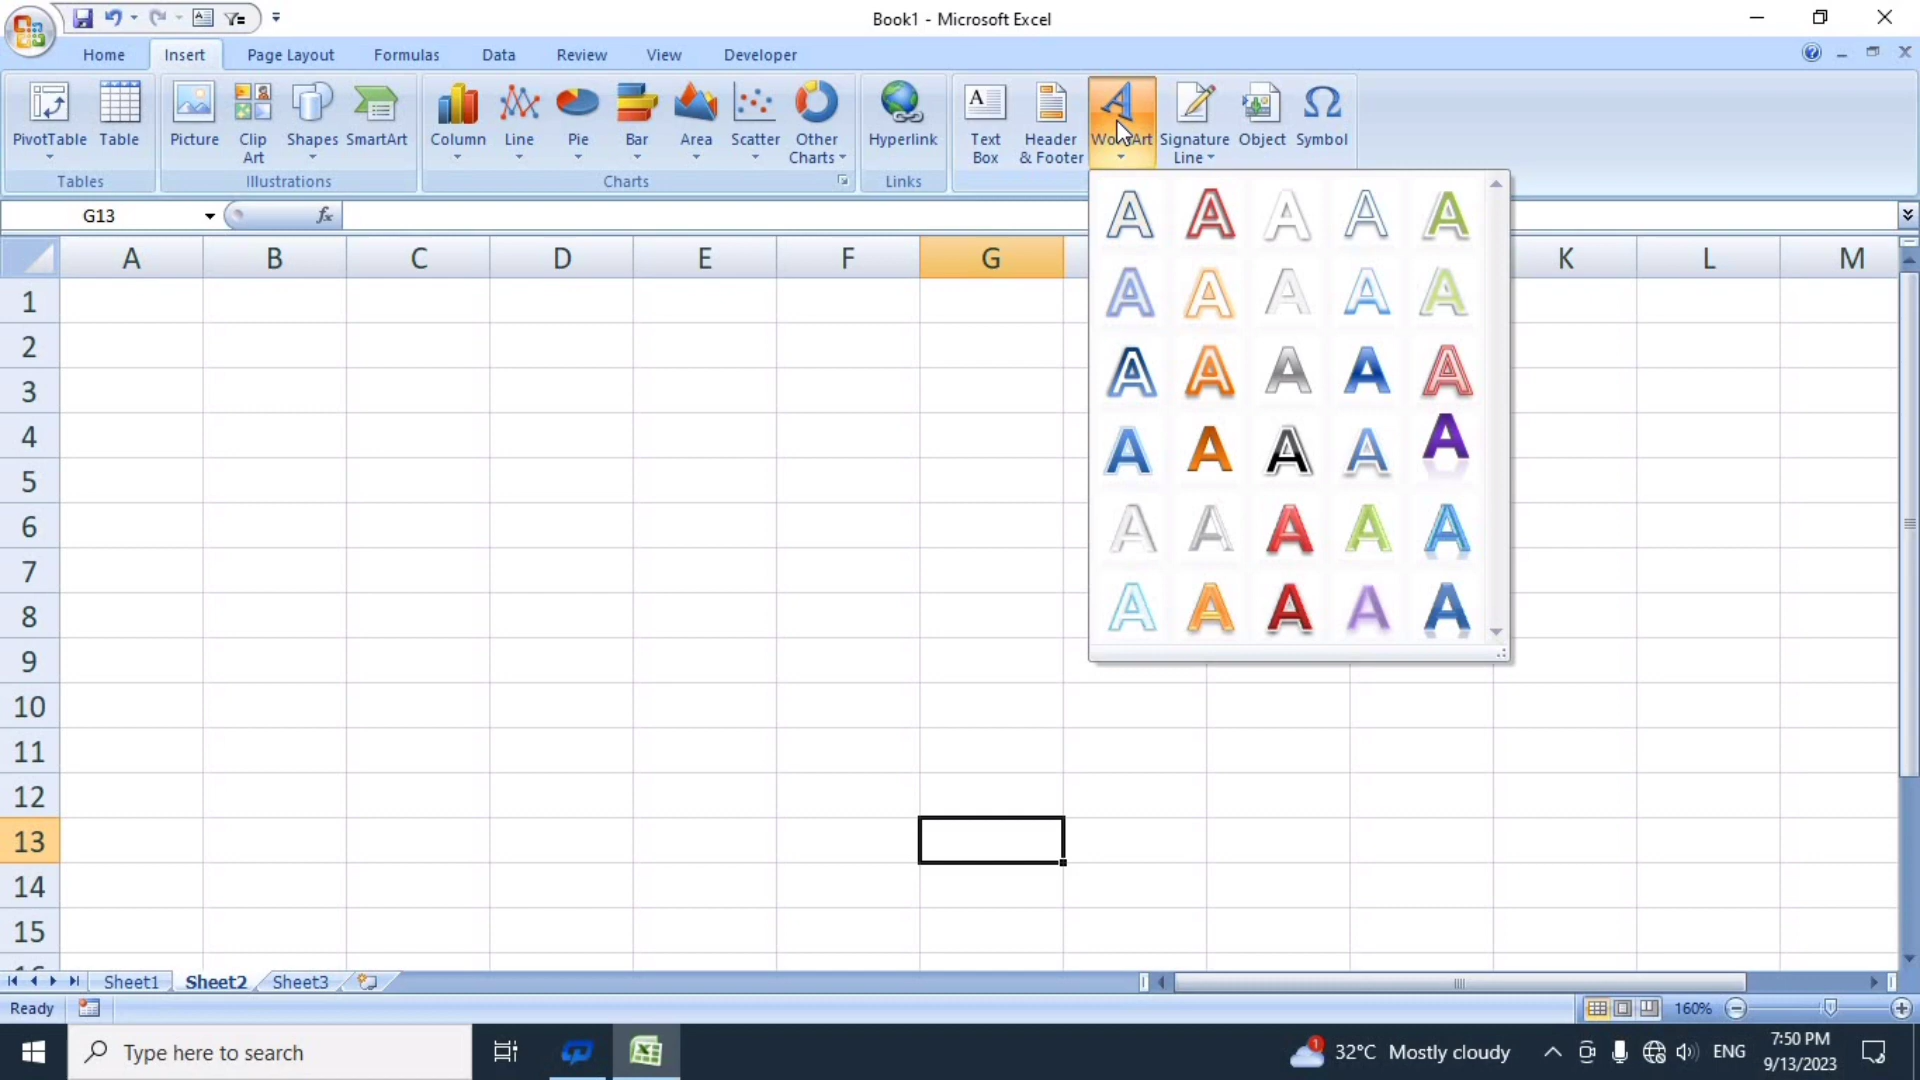 Book1 - Microsoft Excel
Home Insert Page Layout Formulas Data Review View Developer
PivotTable Table Picture Clip Art Shapes SmartArt Column Line Pie Bar Area Scatter Other Charts Hyperlink Text Box Header & Footer WordArt Signature Line Object Symbol
Tables Illustrations Charts Links
G13 fx
A B C D E F G K L M
1
2
3
4
5
6
7
8
9
10
11
12
13
14
15
Sheet1 Sheet2 Sheet3
Ready 160%
Type here to search 1 32°C Mostly cloudy ENG 7:50 PM
9/13/2023